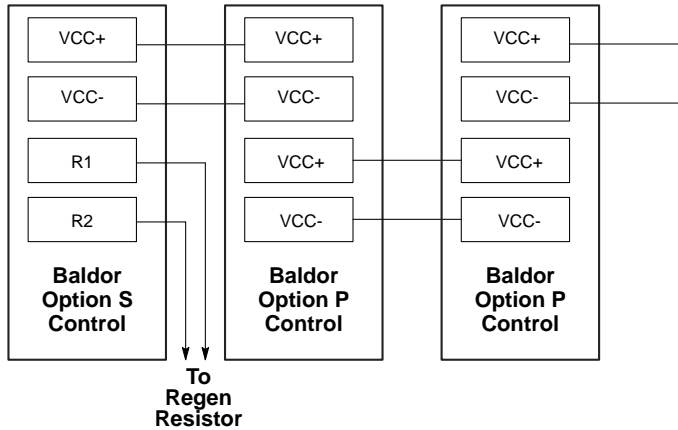 VCC+
VCC-
R1
R2
Baldor
Option S
Control
VCC+
VCC-
VCC+
VCC-
Baldor
Option P
Control
VCC+
VCC-
VCC+
VCC-
Baldor
Option P
Control
To
Regen
Resistor